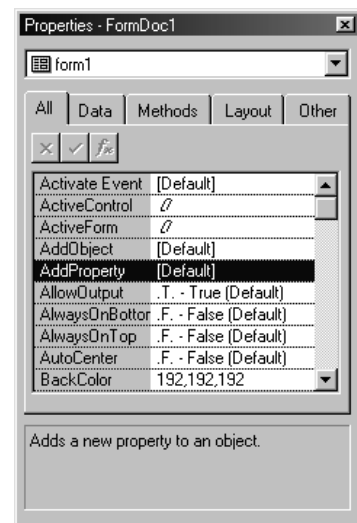 Properties - FormDoc1
form1
All Data Methods Layout Other
Activate Event [Default]
ActiveControl
ActiveForm
AddObject [Default]
AddProperty [Default]
AllowOutput .T. - True (Default)
AlwaysOnBottor .F. - False (Default)
AlwaysOnTop .F. - False (Default)
AutoCenter .F. - False (Default)
BackColor 192,192,192
Adds a new property to an object.